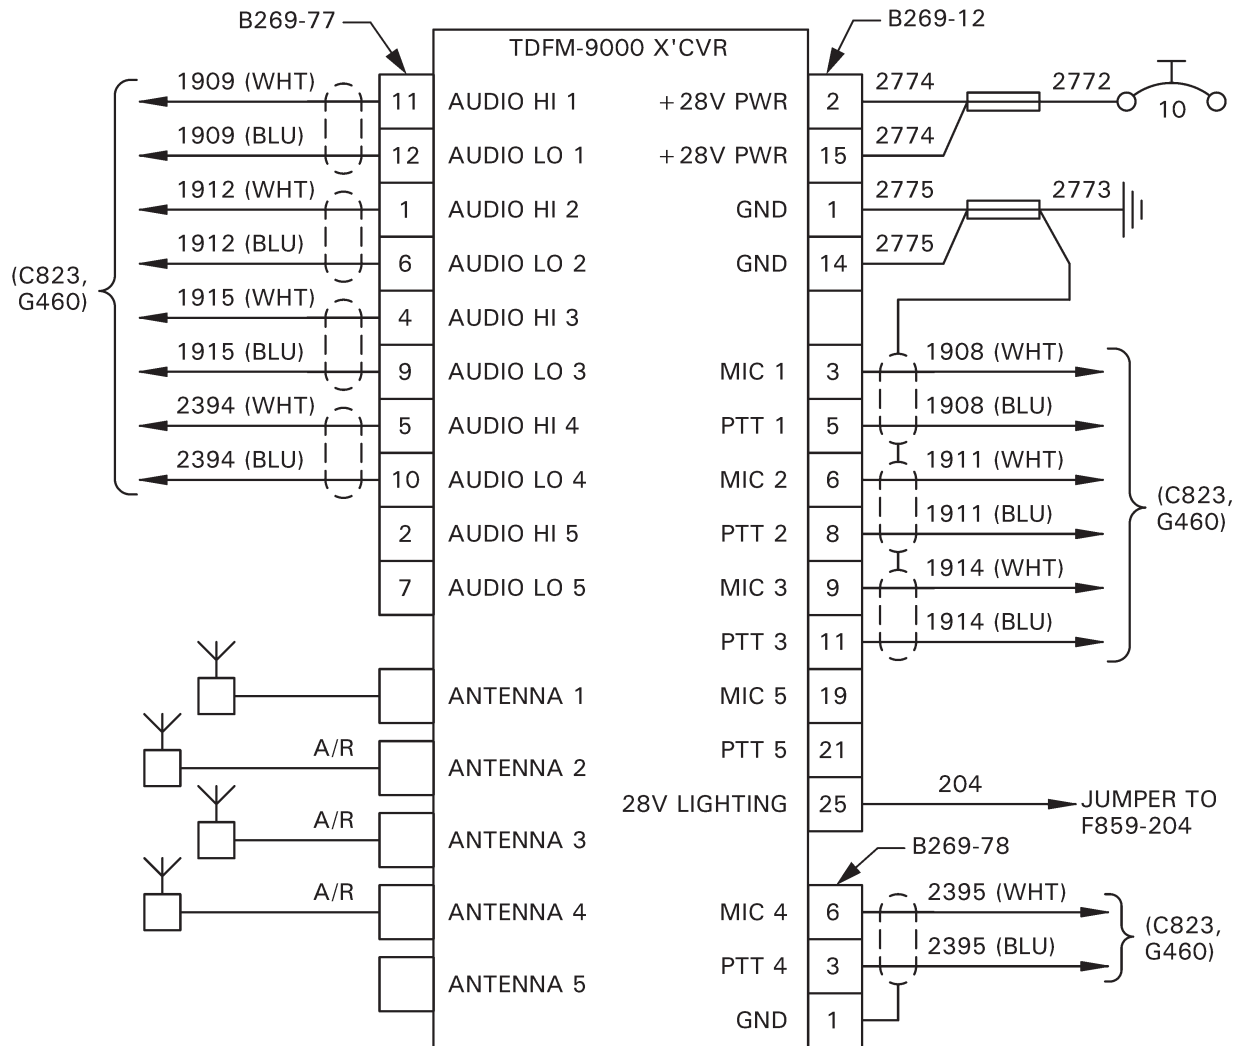 B269-77
B269-12
TDFM-9000 X'CVR
1909 (WHT)
11
AUDIO HI 1
1909 (BLU)
12
AUDIO LO 1
1912 (WHT)
1
AUDIO HI 2
1912 (BLU)
6
AUDIO LO 2
1915 (WHT)
4
AUDIO HI 3
1915 (BLU)
9
AUDIO LO 3
2394 (WHT)
5
AUDIO HI 4
2394 (BLU)
10
AUDIO LO 4
2
AUDIO HI 5
7
AUDIO LO 5
(C823,
G460)
ANTENNA 1
A/R
ANTENNA 2
A/R
ANTENNA 3
A/R
ANTENNA 4
ANTENNA 5
+28V PWR
2
2774
2772
10
+28V PWR
15
2774
GND
1
2775
2773
GND
14
2775
MIC 1
3
1908 (WHT)
PTT 1
5
1908 (BLU)
MIC 2
6
1911 (WHT)
PTT 2
8
1911 (BLU)
MIC 3
9
1914 (WHT)
PTT 3
11
1914 (BLU)
(C823,
G460)
MIC 5
19
PTT 5
21
28V LIGHTING
25
204
JUMPER TO
F859-204
B269-78
MIC 4
6
2395 (WHT)
PTT 4
3
2395 (BLU)
(C823,
G460)
GND
1